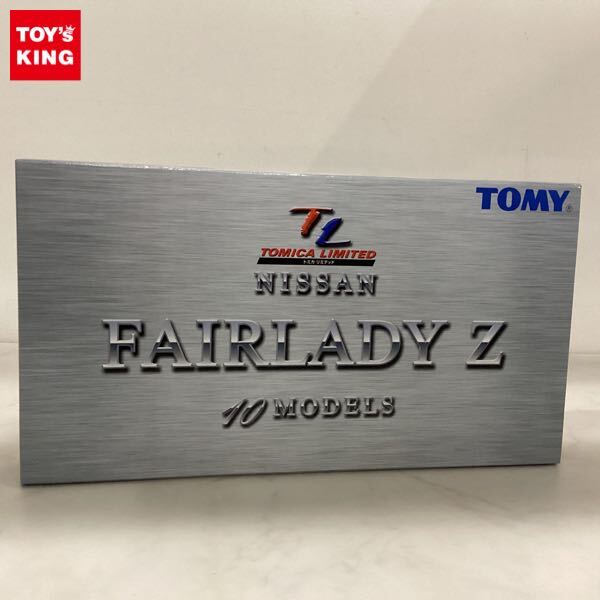 TOY's
KING
TOMY
TL
TOMICA LIMITED
トミカ リミテッド
NISSAN
FAIRLADY Z
10 MODELS